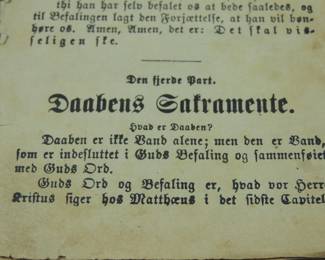 thi han har selv befalet os at bede saaledes, og
til Befalingen lagt den Forjættelse, at han vil bøn-
høre os. Amen, Amen, det er: Det skal vis-
seligen ske.
Den fjerde Part.
Daabens Sakramente.
Hvad er Daaben?
Daaben er ikke Vand alene; men den er Vand,
som er indesluttet i Guds Befaling og sammenføiet
med Guds Ord.
Guds Ord og Befaling er, hvad vor Herr
Kristus siger hos Matthæus i det sidste Capitel